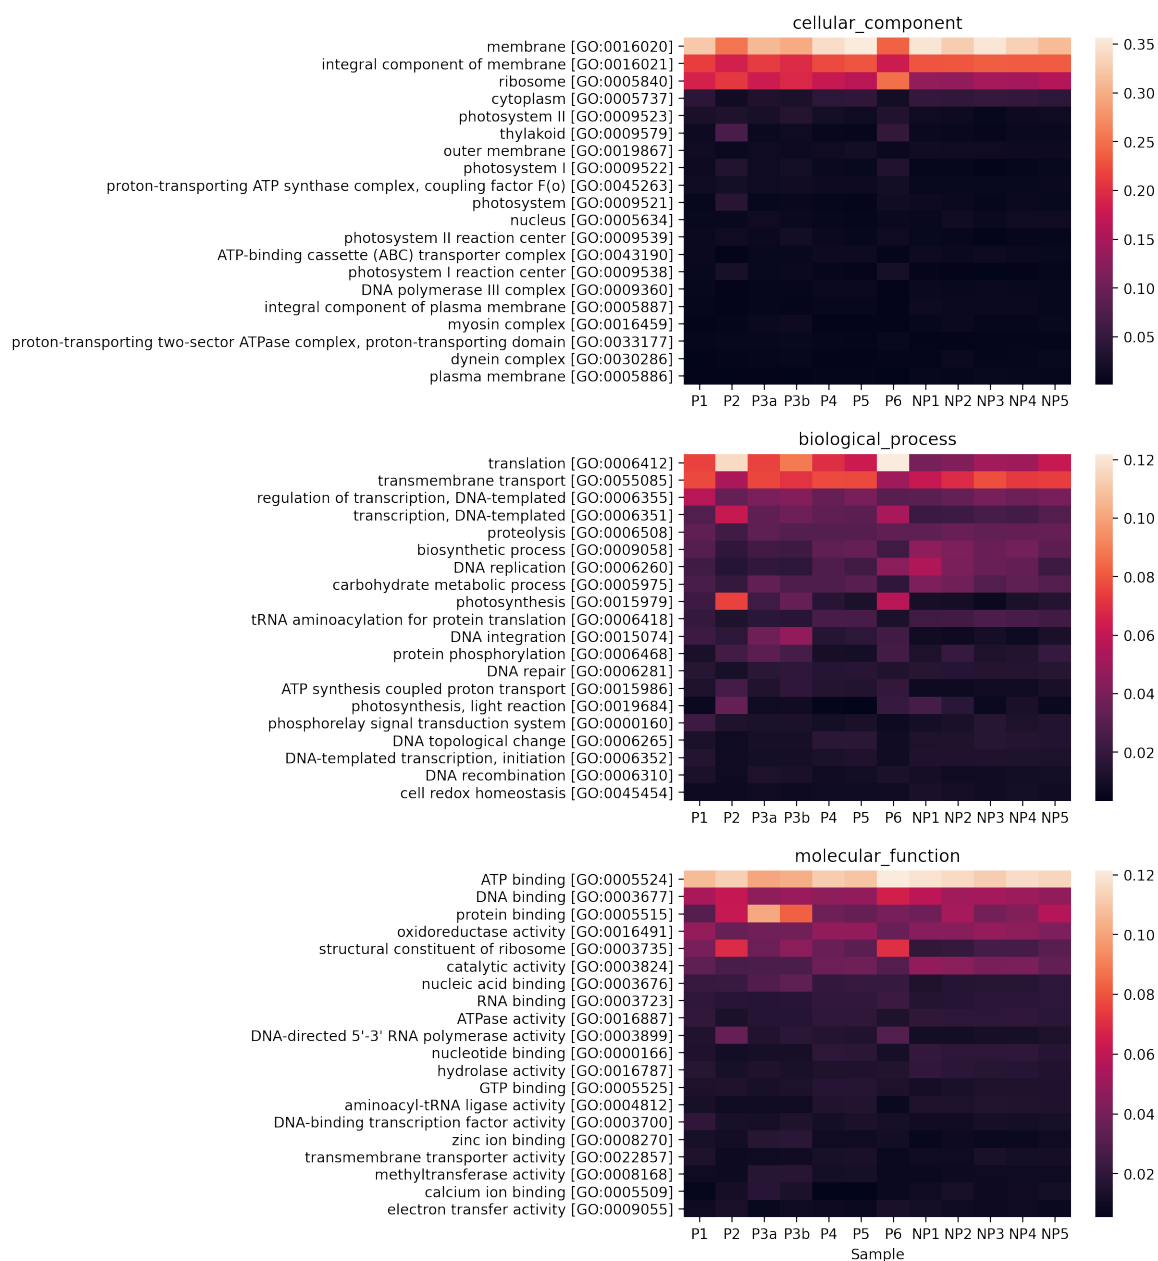 cellular_component
membrane [GO:0016020]
integral component of membrane [GO:0016021]
ribosome [GO:0005840]
cytoplasm [GO:0005737]
photosystem II [GO:0009523]
thylakoid [GO:0009579]
outer membrane [GO:0019867]
photosystem I [GO:0009522]
proton-transporting ATP synthase complex, coupling factor F(o) [GO:0045263]
photosystem [GO:0009521]
nucleus [GO:0005634]
photosystem II reaction center [GO:0009539]
ATP-binding cassette (ABC) transporter complex [GO:0043190]
photosystem I reaction center [GO:0009538]
DNA polymerase III complex [GO:0009360]
integral component of plasma membrane [GO:0005887]
myosin complex [GO:0016459]
proton-transporting two-sector ATPase complex, proton-transporting domain [GO:0033177]
dynein complex [GO:0030286]
plasma membrane [GO:0005886]
P1 P2 P3a P3b P4 P5 P6 NP1 NP2 NP3 NP4 NP5
0.35
0.30
0.25
0.20
0.15
0.10
0.05
biological_process
translation [GO:0006412]
transmembrane transport [GO:0055085]
regulation of transcription, DNA-templated [GO:0006355]
transcription, DNA-templated [GO:0006351]
proteolysis [GO:0006508]
biosynthetic process [GO:0009058]
DNA replication [GO:0006260]
carbohydrate metabolic process [GO:0005975]
photosynthesis [GO:0015979]
tRNA aminoacylation for protein translation [GO:0006418]
DNA integration [GO:0015074]
protein phosphorylation [GO:0006468]
DNA repair [GO:0006281]
ATP synthesis coupled proton transport [GO:0015986]
photosynthesis, light reaction [GO:0019684]
phosphorelay signal transduction system [GO:0000160]
DNA topological change [GO:0006265]
DNA-templated transcription, initiation [GO:0006352]
DNA recombination [GO:0006310]
cell redox homeostasis [GO:0045454]
P1 P2 P3a P3b P4 P5 P6 NP1 NP2 NP3 NP4 NP5
0.12
0.10
0.08
0.06
0.04
0.02
molecular_function
ATP binding [GO:0005524]
DNA binding [GO:0003677]
protein binding [GO:0005515]
oxidoreductase activity [GO:0016491]
structural constituent of ribosome [GO:0003735]
catalytic activity [GO:0003824]
nucleic acid binding [GO:0003676]
RNA binding [GO:0003723]
ATPase activity [GO:0016887]
DNA-directed 5'-3' RNA polymerase activity [GO:0003899]
nucleotide binding [GO:0000166]
hydrolase activity [GO:0016787]
GTP binding [GO:0005525]
aminoacyl-tRNA ligase activity [GO:0004812]
DNA-binding transcription factor activity [GO:0003700]
zinc ion binding [GO:0008270]
transmembrane transporter activity [GO:0022857]
methyltransferase activity [GO:0008168]
calcium ion binding [GO:0005509]
electron transfer activity [GO:0009055]
P1 P2 P3a P3b P4 P5 P6 NP1 NP2 NP3 NP4 NP5
Sample
0.12
0.10
0.08
0.06
0.04
0.02